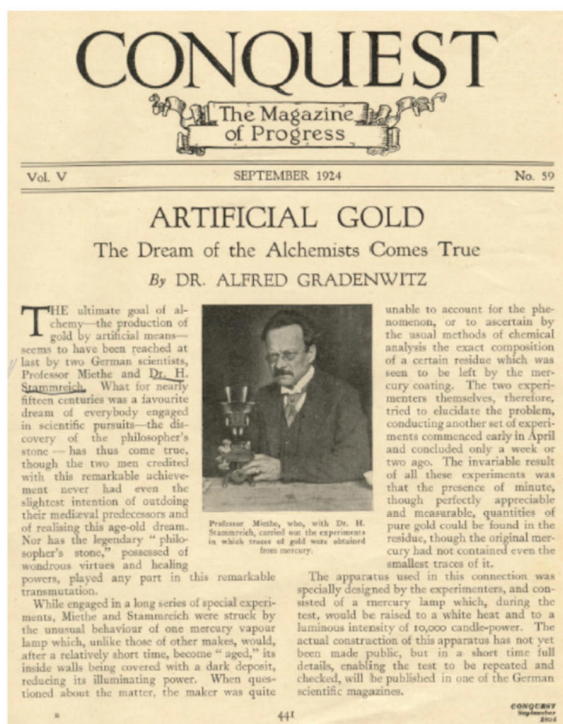 CONQUEST
The Magazine
of Progress
Vol. V
SEPTEMBER 1924
No. 59
ARTIFICIAL GOLD
The Dream of the Alchemists Comes True
By DR. ALFRED GRADENWITZ
THE ultimate goal of al-
chemy—the production of
gold by artificial means—
seems to have been reached at
last by two German scientists,
Professor Miethe and Dr. H.
Stammreich. What for nearly
fifteen centuries was a favourite
dream of everybody engaged
in scientific pursuits—the dis-
covery of the philosopher's
stone — has thus come true,
though the two men credited
with this remarkable achieve-
ment never had even the
slightest intention of outdoing
their mediæval predecessors and
of realising this age-old dream.
Nor has the legendary " philo-
sopher's stone," possessed of
wondrous virtues and healing
powers, played any part in this remarkable
transmutation.
While engaged in a long series of special experi-
ments, Miethe and Stammreich were struck by
the unusual behaviour of one mercury vapour
lamp which, unlike those of other makes, would,
after a relatively short time, become " aged," its
inside walls being covered with a dark deposit,
reducing its illuminating power. When ques-
tioned about the matter, the maker was quite
Professor Miethe, who, with Dr. H.
Stammreich, carried out the experiments
in which traces of gold were obtained
from mercury.
unable to account for the phe-
nomenon, or to ascertain by
the usual methods of chemical
analysis the exact composition
of a certain residue which was
seen to be left by the mer-
cury coating. The two experi-
menters themselves, therefore,
tried to elucidate the problem,
conducting another set of experi-
ments commenced early in April
and concluded only a week or
two ago. The invariable result
of all these experiments was
that the presence of minute,
though perfectly appreciable
and measurable, quantities of
pure gold could be found in the
residue, though the original mer-
cury had not contained even the
smallest traces of it.
The apparatus used in this connection was
specially designed by the experimenters, and con-
sisted of a mercury lamp which, during the
test, would be raised to a white heat and to a
luminous intensity of 10,000 candle-power. The
actual construction of this apparatus has not yet
been made public, but in a short time full
details, enabling the test to be repeated and
checked, will be published in one of the German
scientific magazines.
441
CONQUEST
September
1924